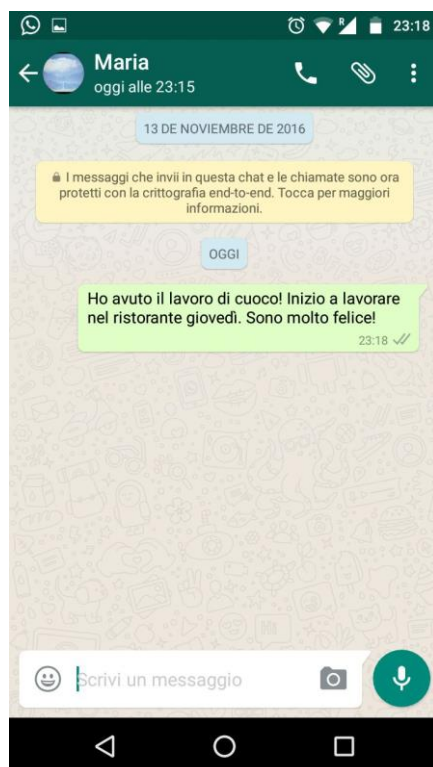 23:18
Maria
oggi alle 23:15
13 DE NOVIEMBRE DE 2016
I messaggi che invii in questa chat e le chiamate sono ora
protetti con la crittografia end-to-end. Tocca per maggiori
informazioni.
OGGI
Ho avuto il lavoro di cuoco! Inizio a lavorare
nel ristorante giovedì. Sono molto felice!
23:18
Scrivi un messaggio